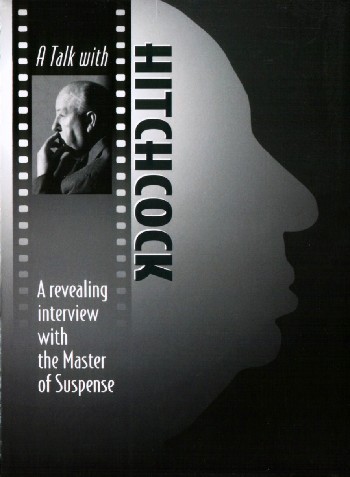 A Talk with
HITCHCOCK
A revealing
interview
with
the Master
of Suspense